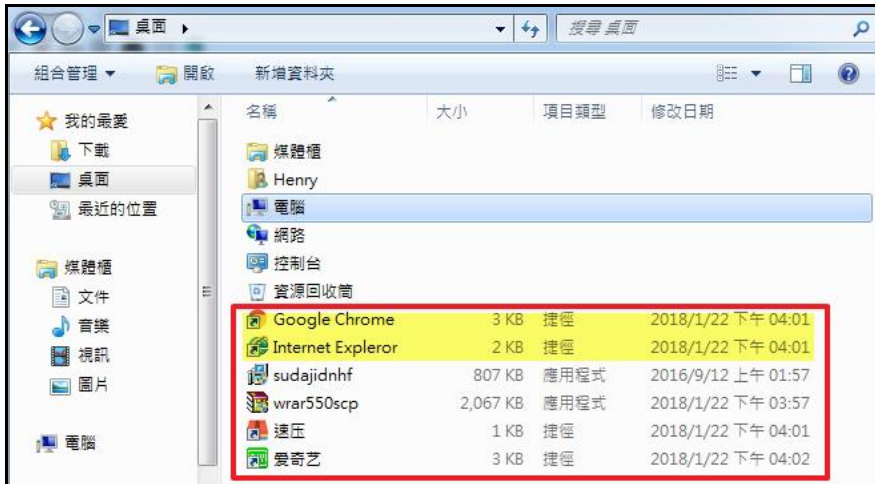 桌面
搜尋 桌面
組合管理 開啟 新增資料夾
名稱 大小 項目類型 修改日期
我的最愛
下載
桌面
最近的位置
媒體櫃
文件
音樂
視訊
圖片
電腦
媒體櫃
Henry
電腦
網路
控制台
資源回收筒
Google Chrome 3 KB 捷徑 2018/1/22 下午 04:01
Internet Expleror 2 KB 捷徑 2018/1/22 下午 04:01
sudajidnhf 807 KB 應用程式 2016/9/12 上午 01:57
wrar550scp 2,067 KB 應用程式 2018/1/22 下午 03:57
速压 1 KB 捷徑 2018/1/22 下午 04:01
爱奇艺 3 KB 捷徑 2018/1/22 下午 04:02